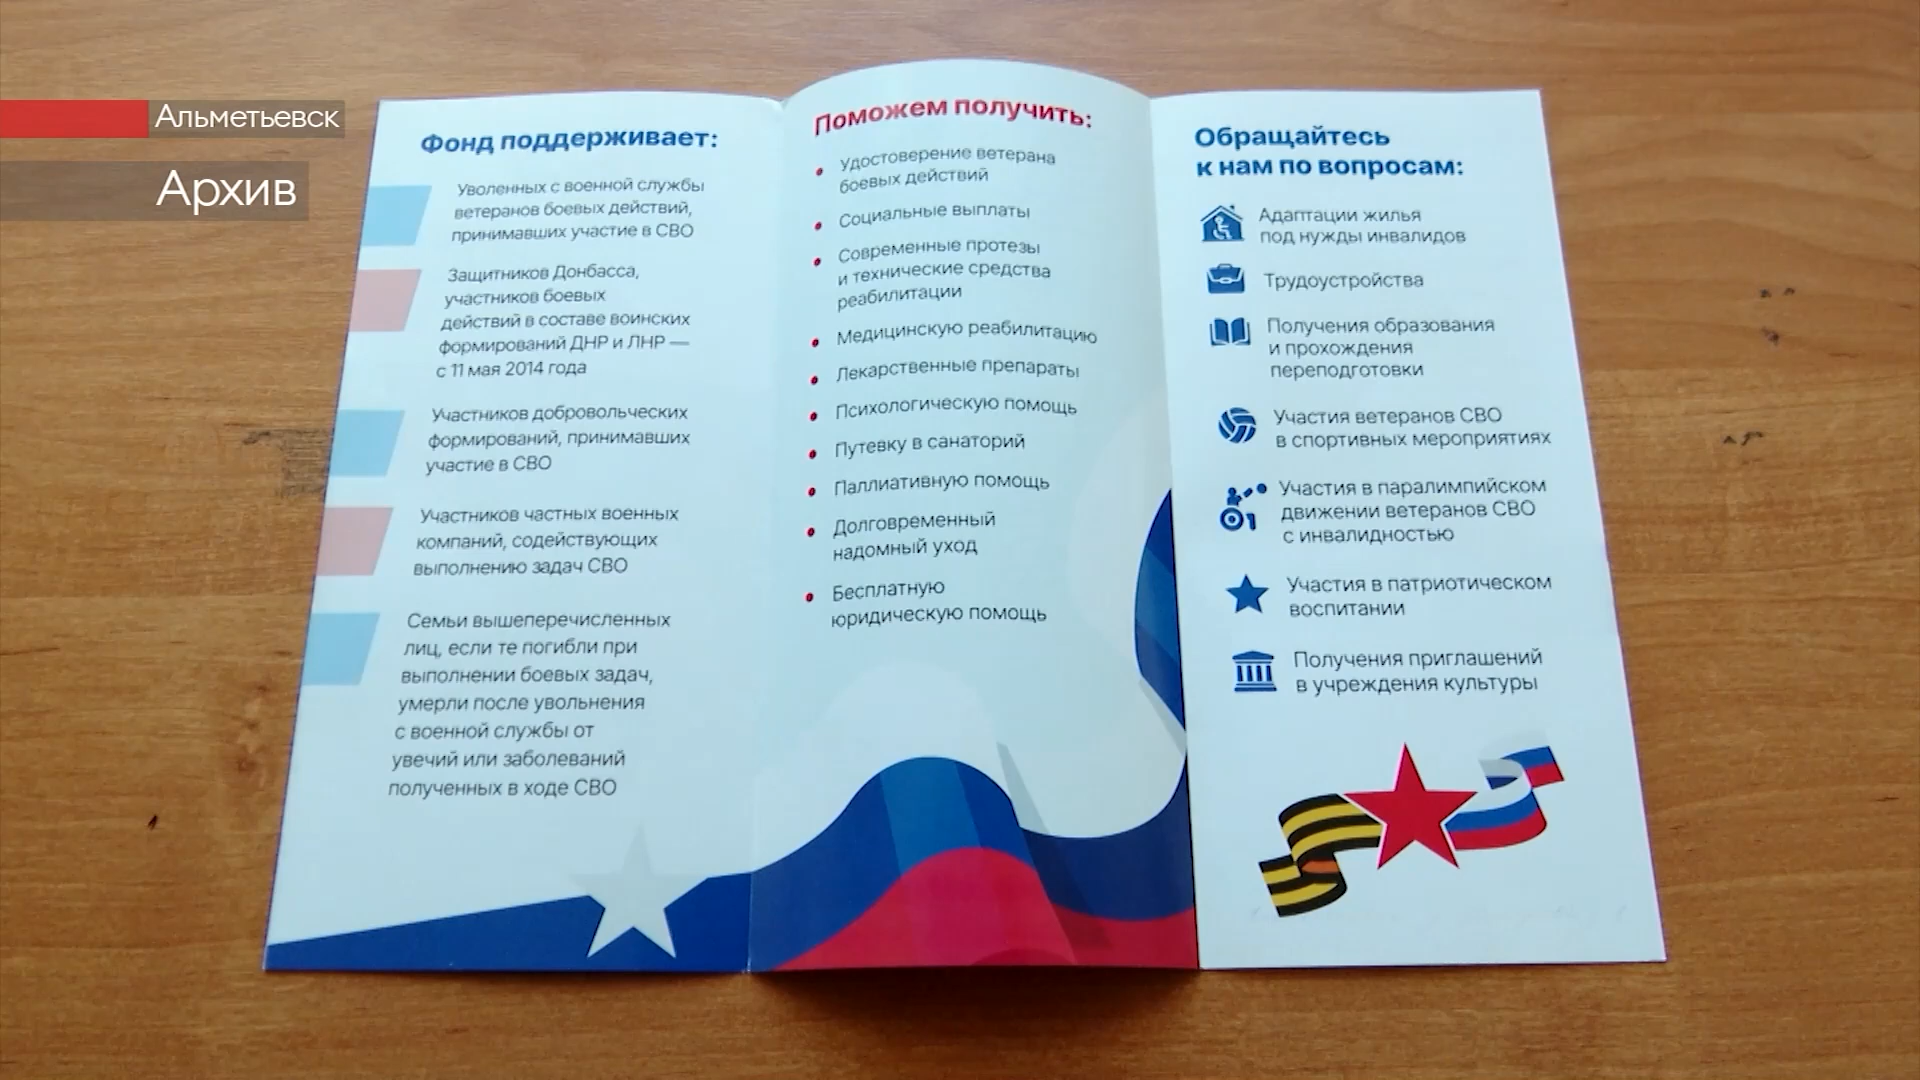 Альметьевск
Архив
Фонд поддерживает:
Уволенных с военной службы
ветеранов боевых действий,
принимавших участие в СВО
Защитников Донбасса,
участников боевых
действий в составе воинских
формирований ДНР и ЛНР —
с 11 мая 2014 года
Участников добровольческих
формирований, принимавших
участие в СВО
Участников частных военных
компаний, содействующих
выполнению задач СВО
Семьи вышеперечисленных
лиц, если те погибли при
выполнении боевых задач,
умерли после увольнения
с военной службы от
увечий или заболеваний
полученных в ходе СВО
Поможем получить:
Удостоверение ветерана
боевых действий
Социальные выплаты
Современные протезы
и технические средства
реабилитации
Медицинскую реабилитацию
Лекарственные препараты
Психологическую помощь
Путевку в санаторий
Паллиативную помощь
Долговременный
надомный уход
Бесплатную
юридическую помощь
Обращайтесь
к нам по вопросам:
Адаптации жилья
под нужды инвалидов
Трудоустройства
Получения образования
и прохождения
переподготовки
Участия ветеранов СВО
в спортивных мероприятиях
Участия в паралимпийском
движении ветеранов СВО
с инвалидностью
Участия в патриотическом
воспитании
Получения приглашений
в учреждения культуры